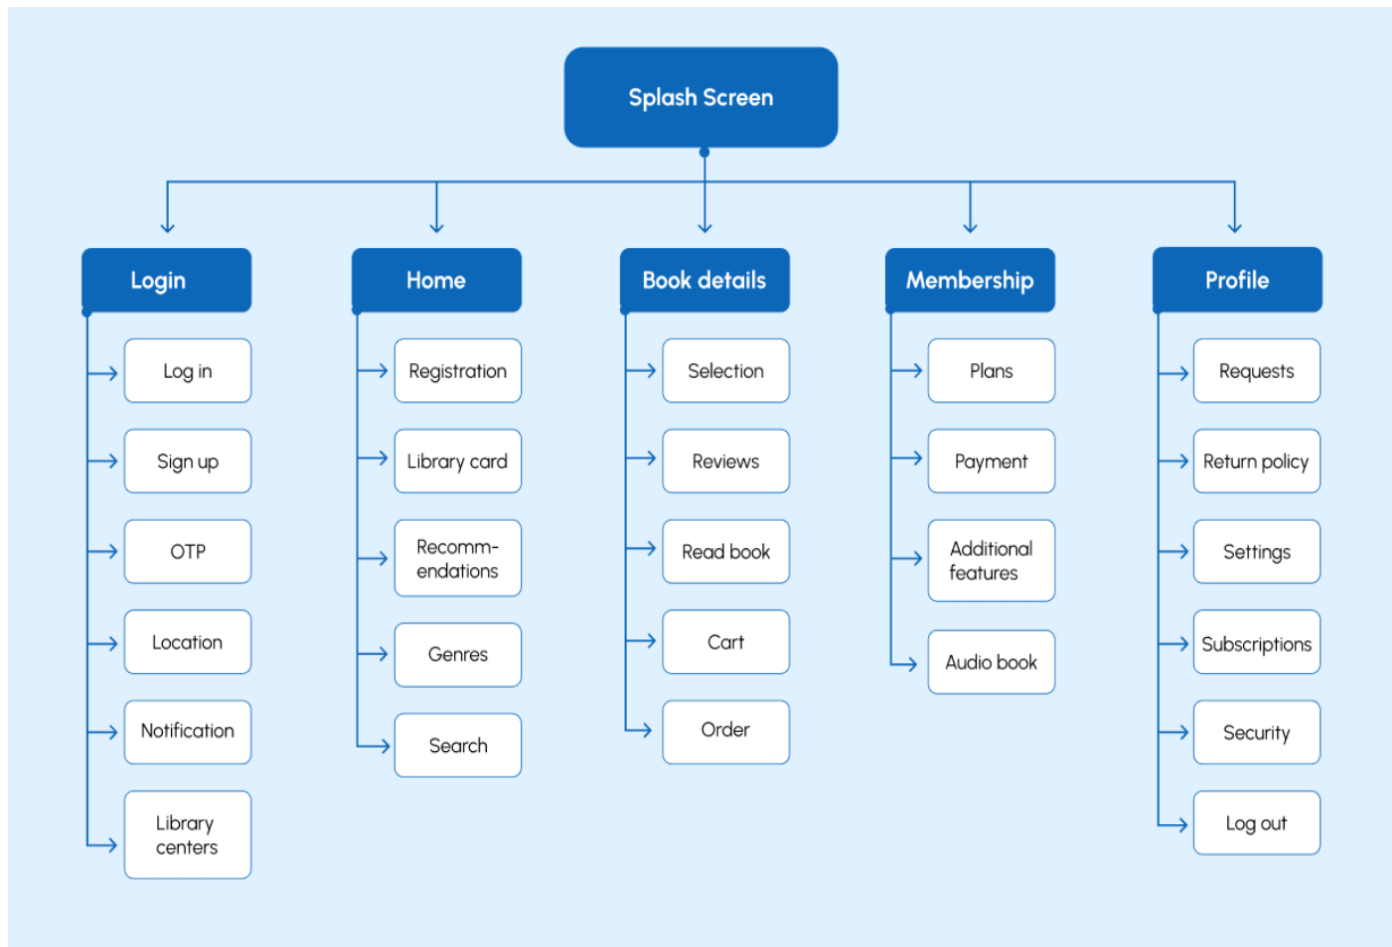 Splash Screen
Login
Log in
Sign up
OTP
Location
Notification
Library
centers
Home
Registration
Library card
Recomm-
endations
Genres
Search
Book details
Selection
Reviews
Read book
Cart
Order
Membership
Plans
Payment
Additional
features
Audio book
Profile
Requests
Return policy
Settings
Subscriptions
Security
Log out